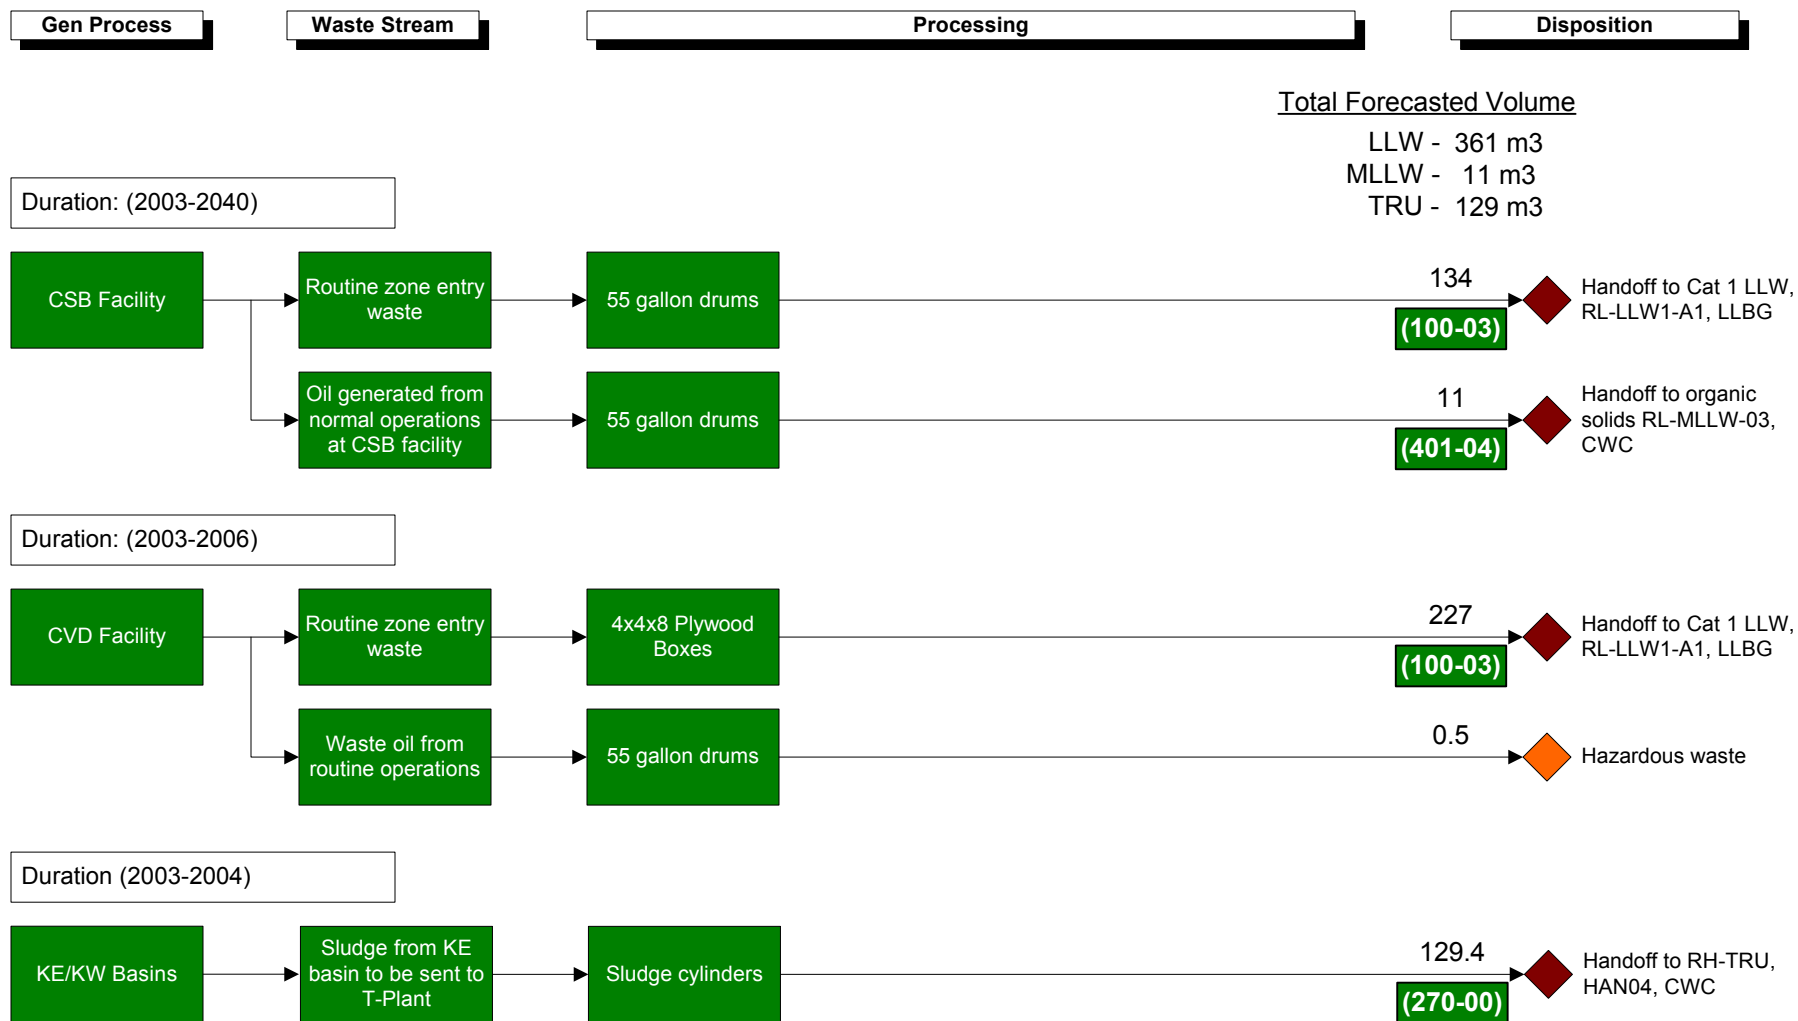 Gen Process
Waste Stream
Processing
Disposition
Total Forecasted Volume
LLW - 361 m3
MLLW - 11 m3
TRU - 129 m3
Duration: (2003-2040)
CSB Facility
Routine zone entry
waste
55 gallon drums
134
(100-03)
Handoff to Cat 1 LLW,
RL-LLW1-A1, LLBG
Oil generated from
normal operations
at CSB facility
55 gallon drums
11
(401-04)
Handoff to organic
solids RL-MLLW-03,
CWC
Duration: (2003-2006)
CVD Facility
Routine zone entry
waste
4x4x8 Plywood
Boxes
227
(100-03)
Handoff to Cat 1 LLW,
RL-LLW1-A1, LLBG
Waste oil from
routine operations
55 gallon drums
0.5
Hazardous waste
Duration (2003-2004)
KE/KW Basins
Sludge from KE
basin to be sent to
T-Plant
Sludge cylinders
129.4
(270-00)
Handoff to RH-TRU,
HAN04, CWC